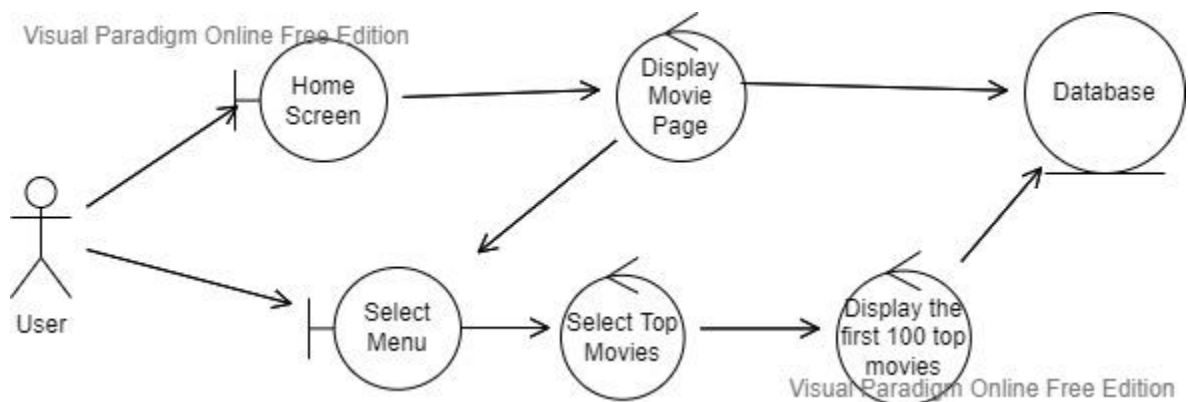 Visual Paradigm Online Free Edition
Home
Screen
Display
Movie
Page
Database
User
Select
Menu
Select Top
Movies
Display the
first 100 top
movies
Visual Paradigm Online Free Edition